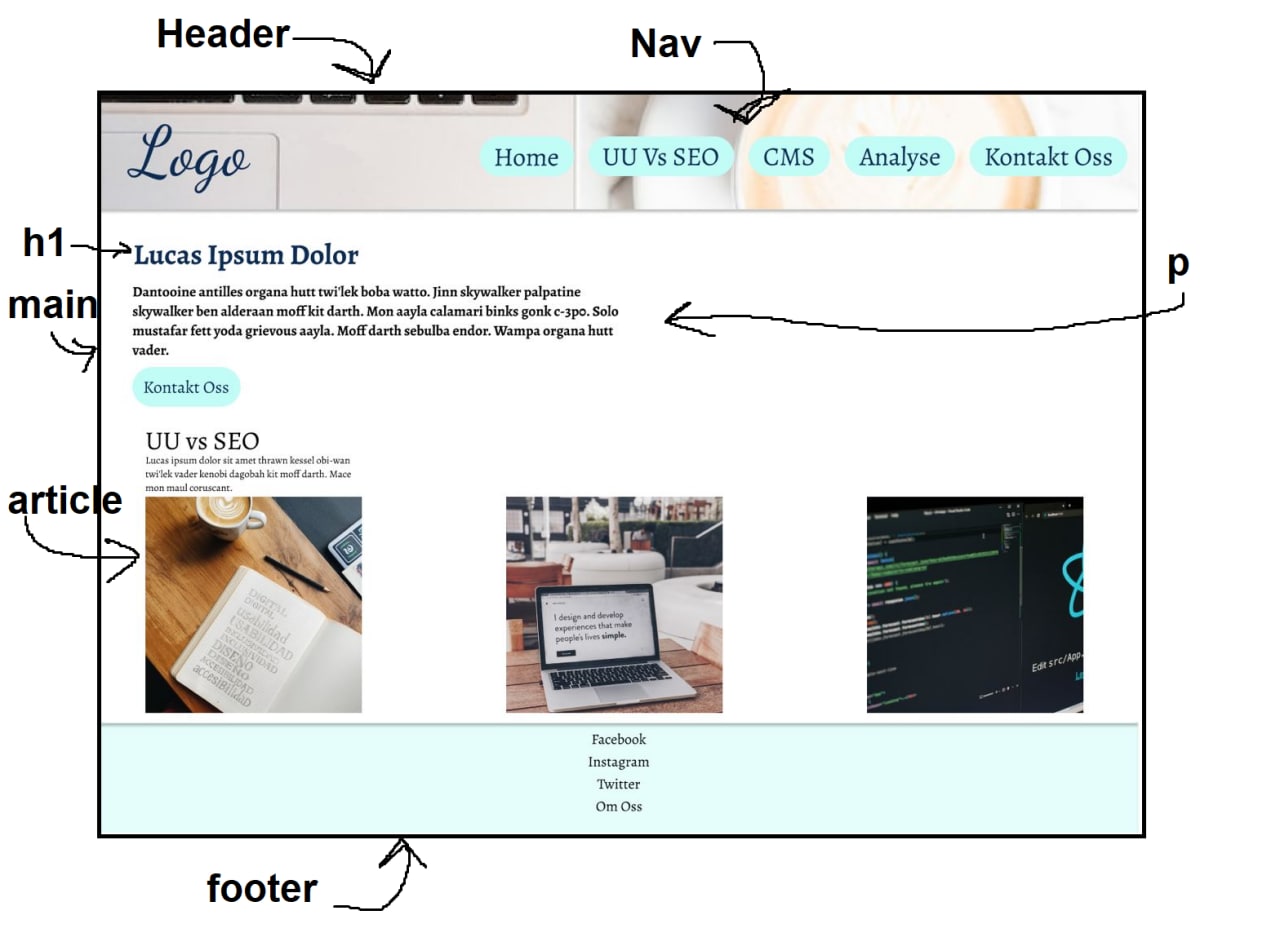 Header
Nav
Logo
Home
UU Vs SEO
CMS
Analyse
Kontakt Oss
h1
Lucas Ipsum Dolor
p
main
Dantooine antilles organa hutt twi'lek boba watto. Jinn skywalker palpatine
skywalker ben alderaan moff kit darth. Mon aayla calamari binks gonk c-3po. Solo
mustafar fett yoda grievous aayla. Moff darth sebulba endor. Wampa organa hutt
vader.
Kontakt Oss
UU vs SEO
Lucas ipsum dolor sit amet thrawn kessel obi-wan
twi'lek vader kenobi dagobah kit moff darth. Mace
mon maul coruscant.
article
DIGITAL
DIGITAL
usabilidad
USABILIDAD
DISEÑO
DISEÑO
ACCESIBILIDAD
accesibilidad
I design and develop
experiences that make
people's lives simple.
Edit src/App.
Facebook
Instagram
Twitter
Om Oss
footer